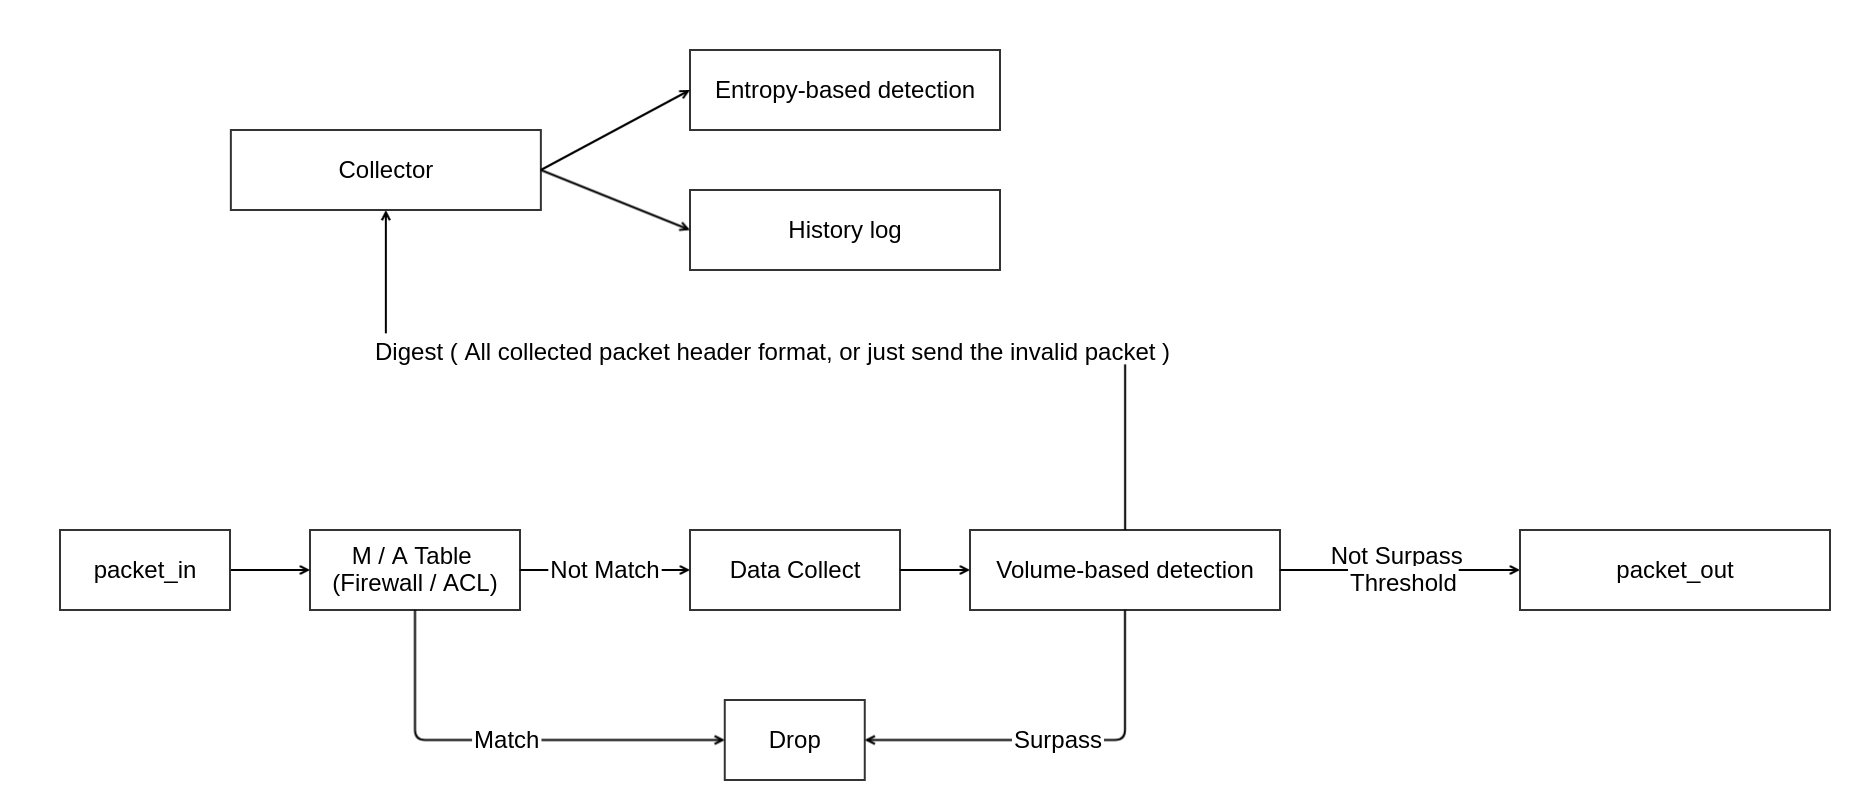 Entropy-based detection
Collector
History log
Digest ( All collected packet header format, or just send the invalid packet )
packet_in
M / A Table
(Firewall / ACL)
Not Match
Data Collect
Volume-based detection
Not Surpass
Threshold
packet_out
Match
Drop
Surpass